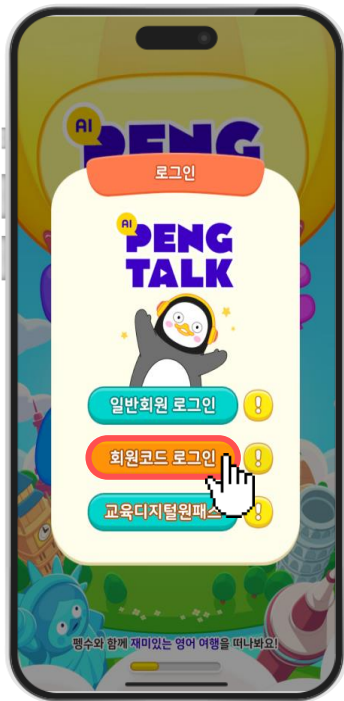 AI
PENG
로그인
AI
PENG
TALK
일반회원 로그인
!
회원코드 로그인
!
교육디지털원패스
!
펭수와 함께 재미있는 영어 여행을 떠나봐요!